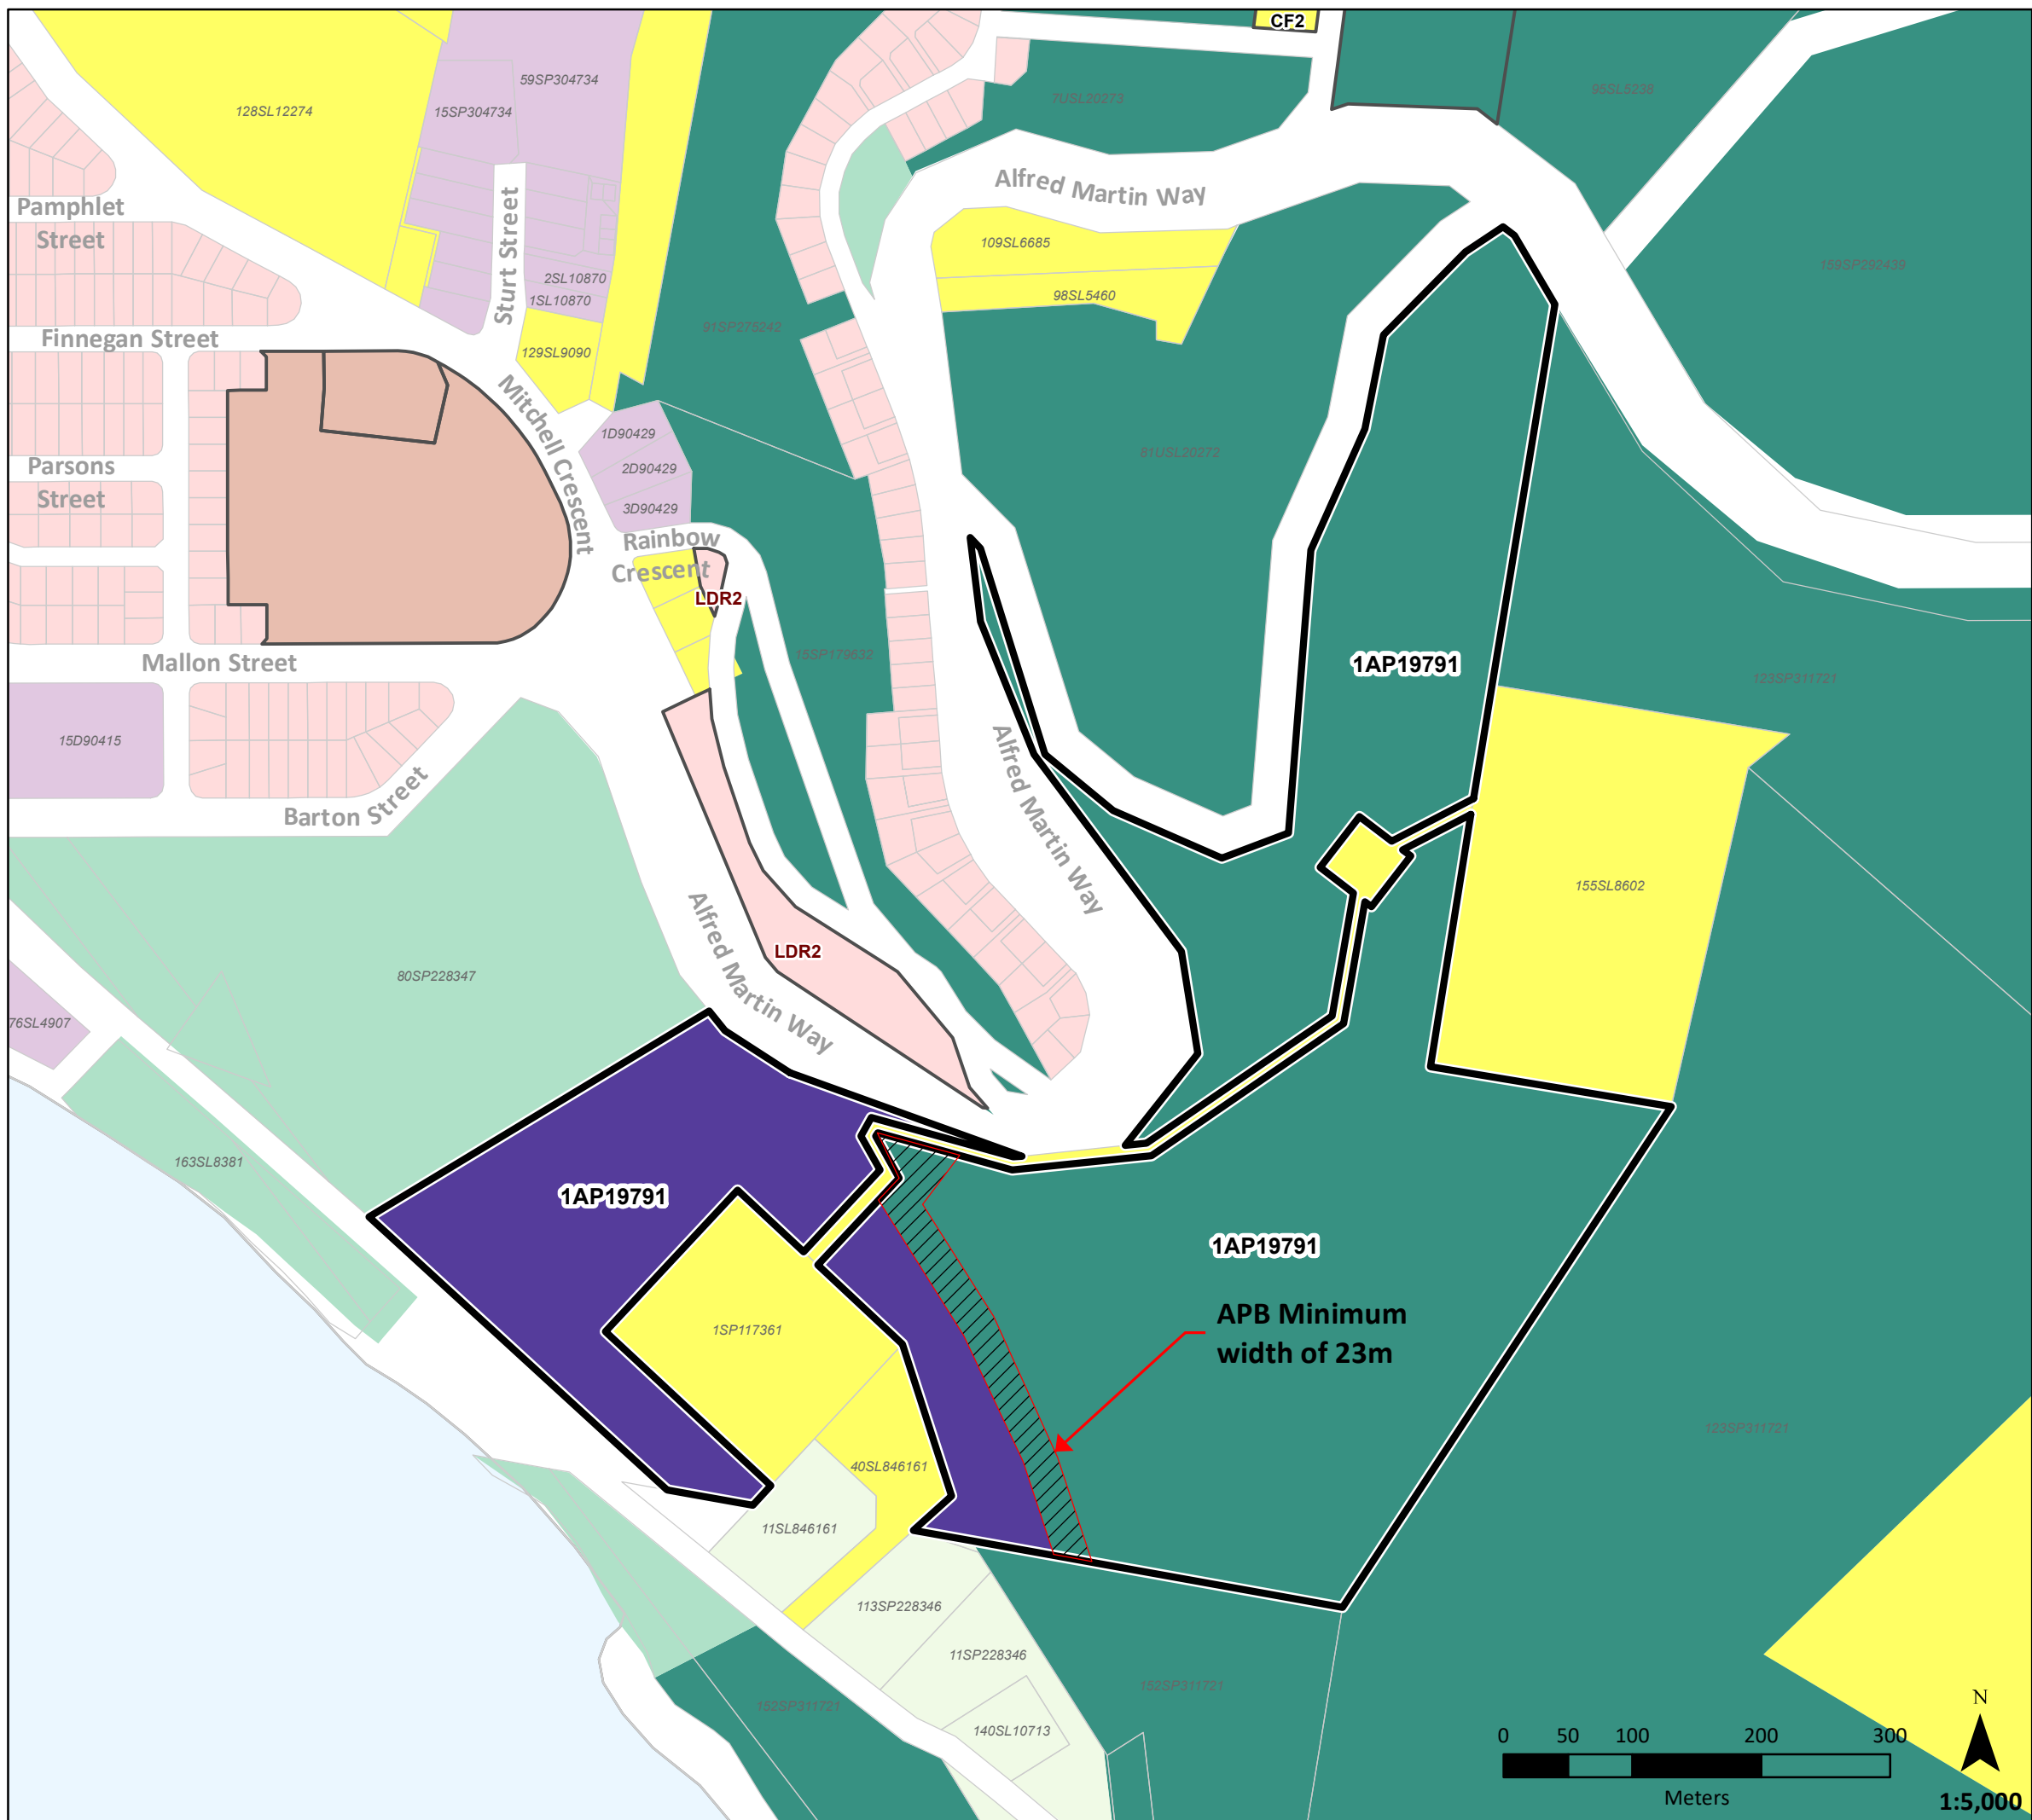 CF2
59SP304734
95SL5238
7USL20273
128SL12274
15SP304734
Alfred Martin Way
Pamphlet
Street
Sturt Street
109SL6685
159SP292439
2SL10870
98SL5460
1SL10870
91SP275242
Finnegan Street
129SL9090
Mitchell Crescent
1D90429
81USL20272
Parsons
Street
2D90429
3D90429
Rainbow
Crescent
LDR2
15SP179632
Mallon Street
1AP19791
123SP311721
15D90415
Barton Street
Alfred Martin Way
155SL8602
LDR2
80SP228347
Alfred Martin Way
76SL4907
163SL8381
1AP19791
1AP19791
APB Minimum
width of 23m
1SP117361
123SP311721
40SL846161
11SL846161
113SP228346
11SP228346
152SP311721
152SP311721
140SL10713
N
0 50 100 200 300
Meters
1:5,000